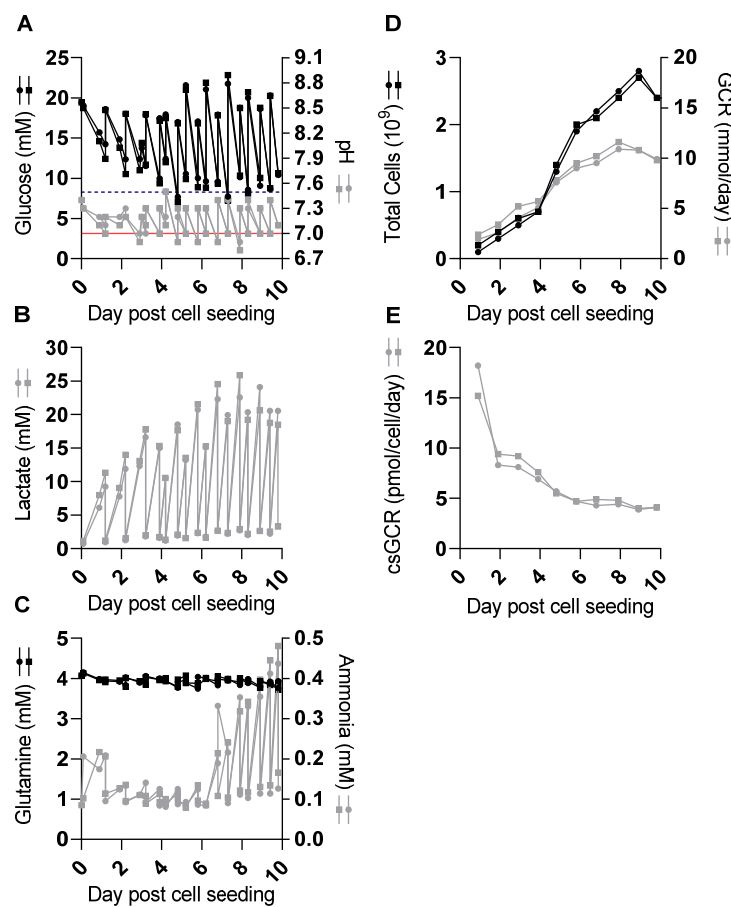 A
Glucose (mM)
25
20
15
10
5
0
9.1
8.8
8.5
8.2
7.9
7.6
7.3
7.0
6.7
pH
0 2 4 6 8 10
Day post cell seeding
B
Lactate (mM)
30
25
20
15
10
5
0
0 2 4 6 8 10
Day post cell seeding
C
Glutamine (mM)
5
4
3
2
1
0
0.5
0.4
0.3
0.2
0.1
0.0
Ammonia (mM)
0 2 4 6 8 10
Day post cell seeding
D
Total Cells (10⁹)
3
2
1
0
20
15
10
5
0
GCR (mmol/day)
0 2 4 6 8 10
Day post cell seeding
E
csGCR (pmol/cell/day)
20
15
10
5
0
0 2 4 6 8 10
Day post cell seeding